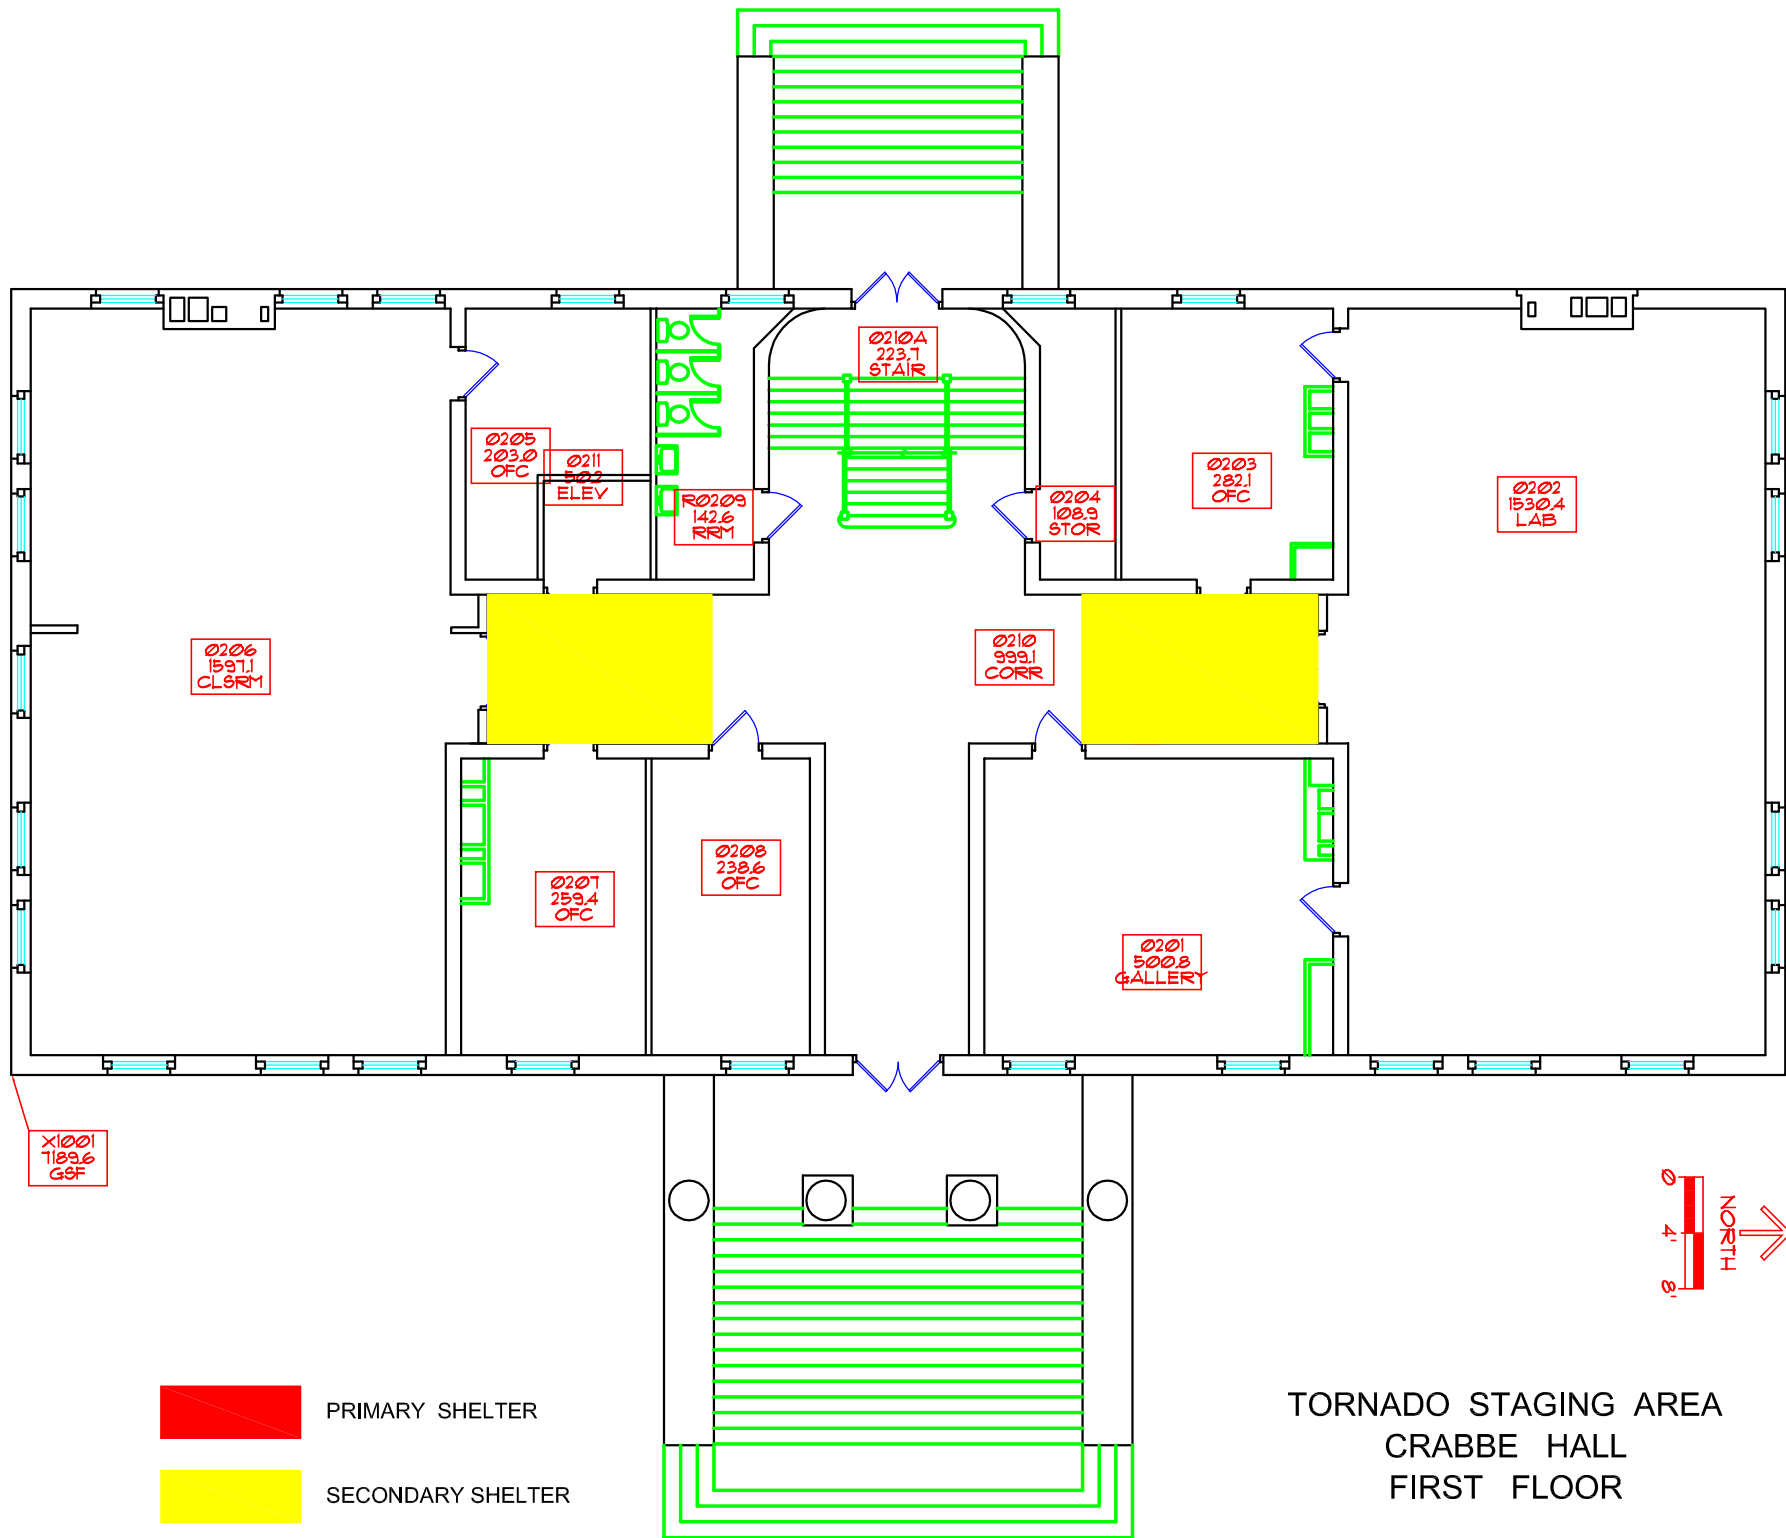 0210A
223.7
STAIR
0205
203.0
OFC
0211
50.2
ELEV
R0209
142.6
RRM
0204
108.9
STOR
0203
282.1
OFC
0202
1530.4
LAB
0206
1597.1
CLSRM
0210
999.1
CORR
0208
238.6
OFC
0207
259.4
OFC
0201
500.8
GALLERY
X1001
7189.6
GSF
0
4'
8'
NORTH
PRIMARY SHELTER
SECONDARY SHELTER
TORNADO STAGING AREA
CRABBE HALL
FIRST FLOOR